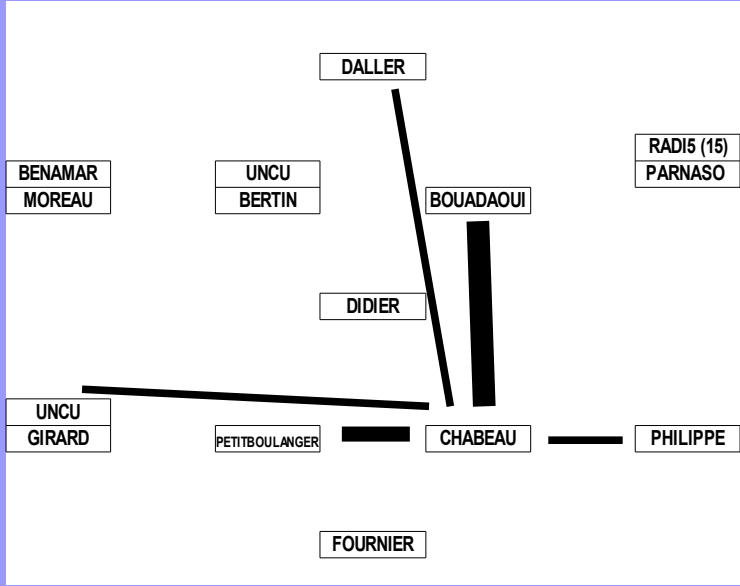 DALLER
RADI5 (15)
PARNASO
BENAMAR
MOREAU
UNCU
BERTIN
BOUADAOUI
DIDIER
UNCU
GIRARD
PETITBOULANGER
CHABEAU
PHILIPPE
FOURNIER